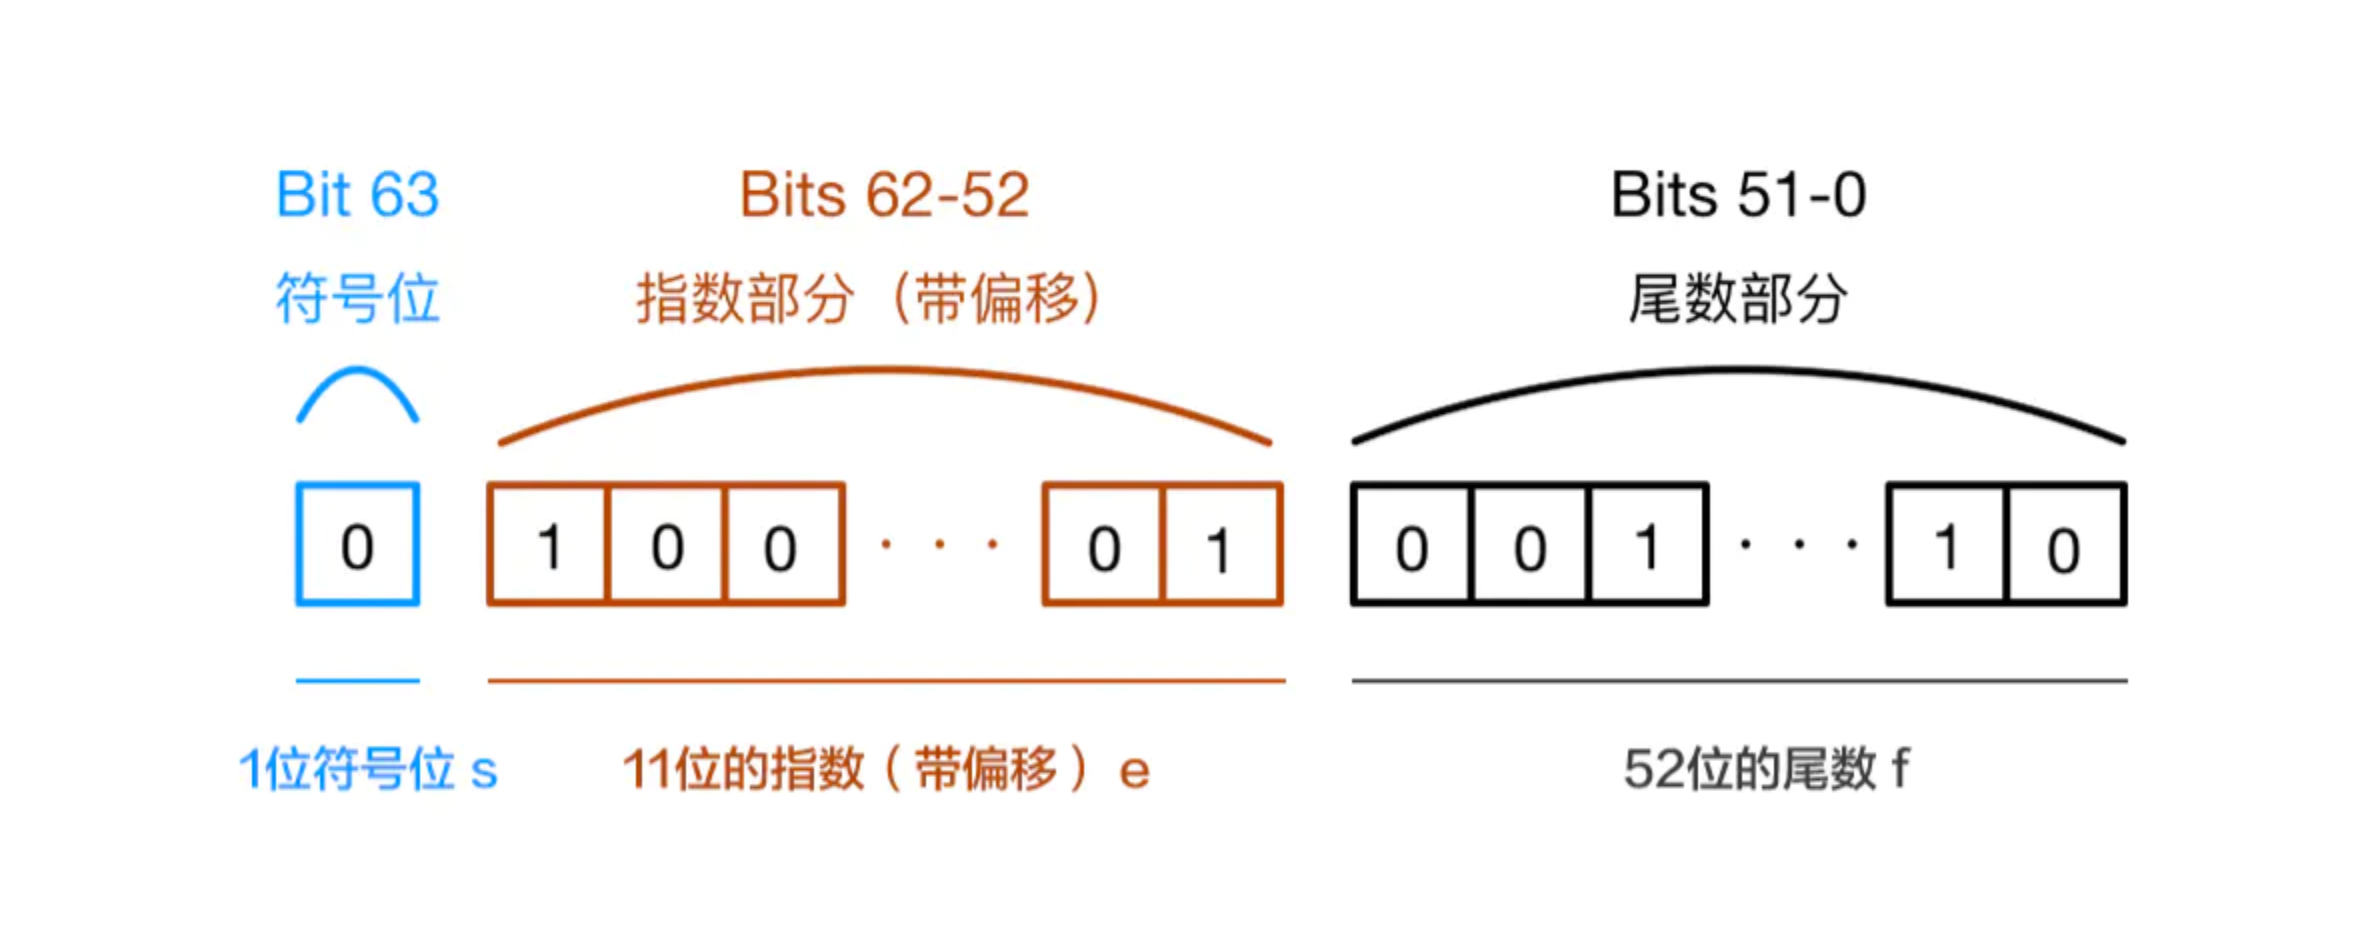 Bit 63
Bits 62-52
Bits 51-0
符号位
指数部分（带偏移）
尾数部分
0
1 0 0 · · · 0 1
0 0 1 · · · 1 0
1位符号位 s
11位的指数（带偏移）e
52位的尾数 f